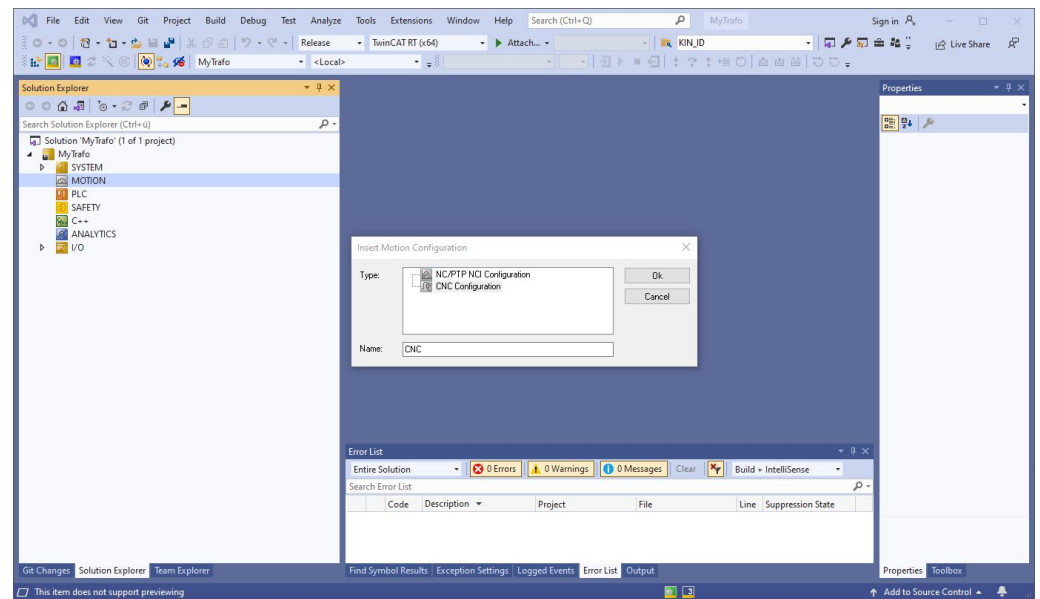 File Edit View Git Project Build Debug Test Analyze Tools Extensions Window Help Search (Ctrl+Q) MyTrafo Sign in
Release TwinCAT RT (x64) Attach... KIN_ID Live Share
MyTrafo <Local>
Solution Explorer
Search Solution Explorer (Ctrl+ü)
Solution 'MyTrafo' (1 of 1 project)
MyTrafo
SYSTEM
MOTION
PLC
SAFETY
C++
ANALYTICS
I/O
Insert Motion Configuration
Type:
NC/PTP NCI Configuration
CNC Configuration
Ok
Cancel
Name: CNC
Error List
Entire Solution 0 Errors 0 Warnings 0 Messages Clear Build + IntelliSense
Search Error List
Code Description Project File Line Suppression State
Properties
Git Changes Solution Explorer Team Explorer
Find Symbol Results Exception Settings Logged Events Error List Output
Properties Toolbox
This item does not support previewing
Add to Source Control